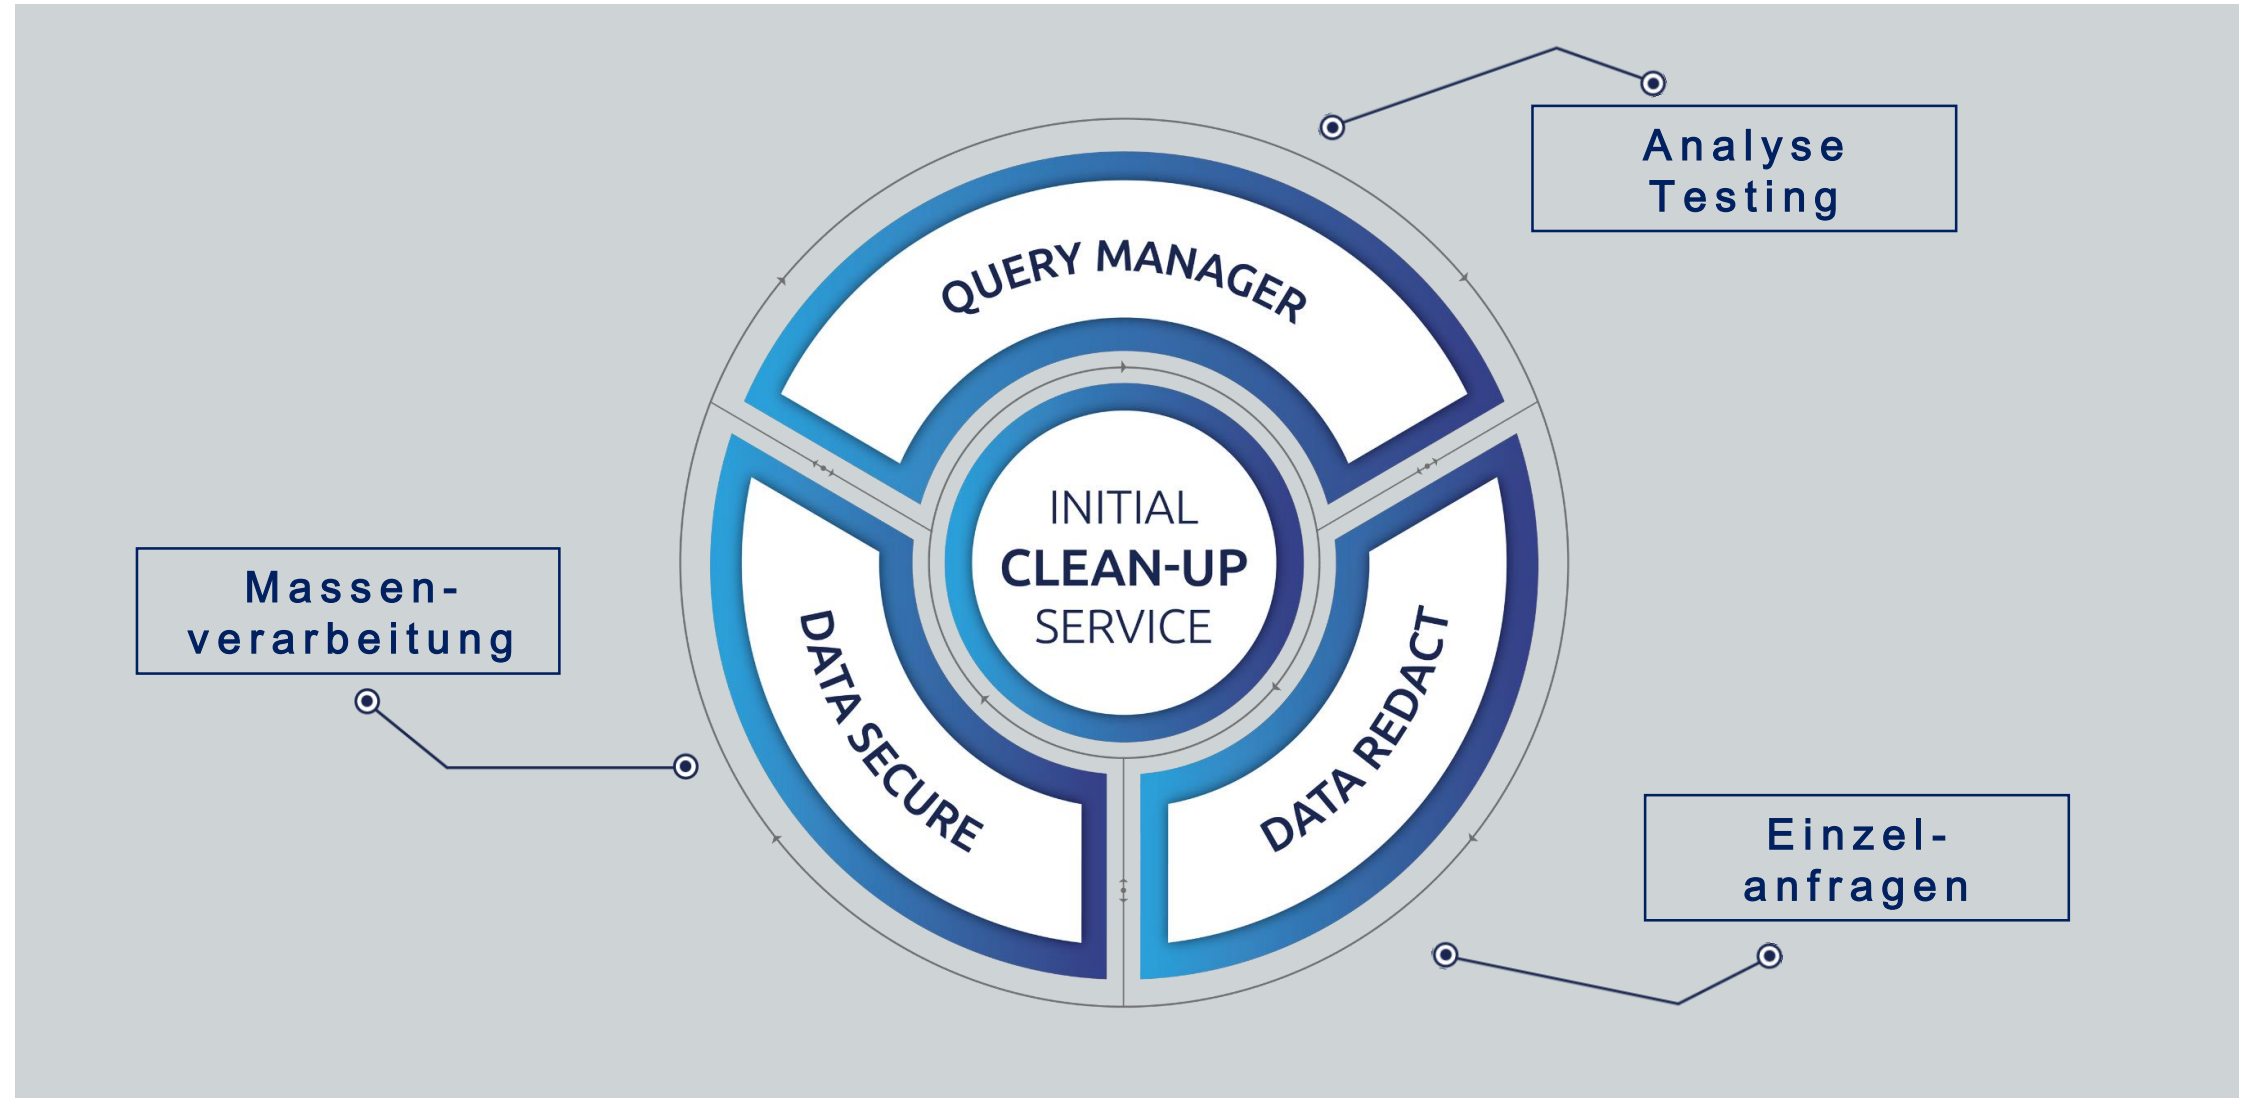 Analyse
Testing
QUERY MANAGER
INITIAL
CLEAN-UP
SERVICE
Massen-
verarbeitung
DATA SECURE
DATA REDACT
Einzel-
anfragen